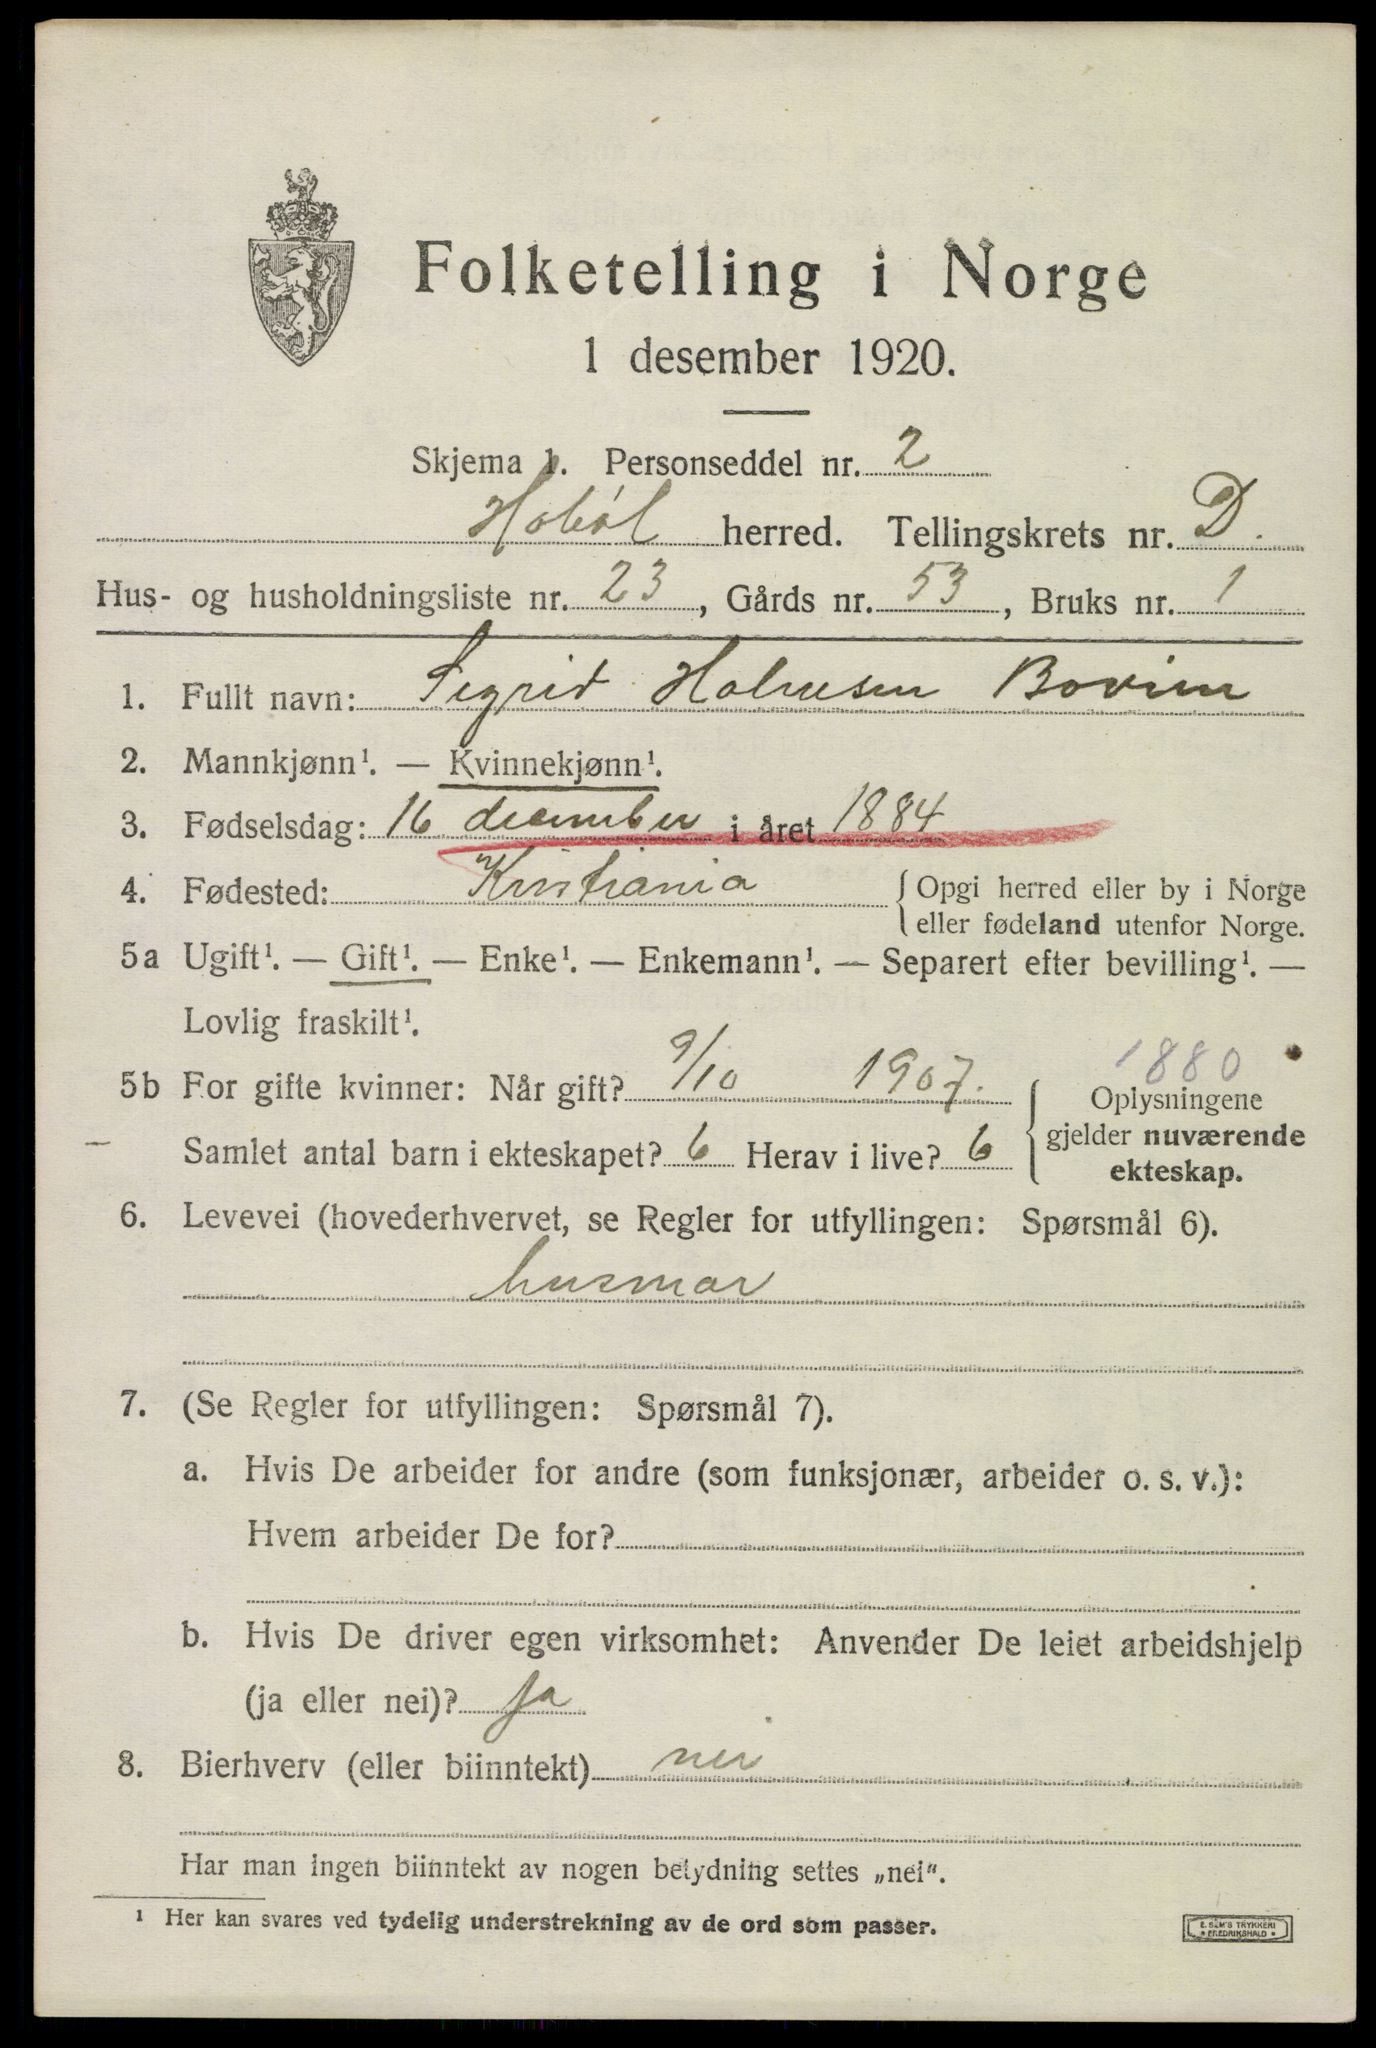 Folketelling i Norge
1 desember 1920.
Skjema 1. Personseddel nr. 2
Hobøl herred. Tellingskrets nr. D.
Hus- og husholdningsliste nr. 23, Gårds nr. 53, Bruks nr. 1
1. Fullt navn: Sigrid Holmsen Bovim
2. Mannkjønn¹. — Kvinnekjønn¹.
3. Fødselsdag: 16 december i året 1884
4. Fødested: Kristiania {Opgi herred eller by i Norge
eller fødeland utenfor Norge.
5a Ugift¹. — Gift¹. — Enke¹. — Enkemann¹. — Separert efter bevilling¹. —
Lovlig fraskilt¹.
1880
5b For gifte kvinner: Når gift? 9/10 1907. {Oplysningene
gjelder nuværende
ekteskap.
Samlet antal barn i ekteskapet? 6 Herav i live? 6
6. Levevei (hovederhvervet, se Regler for utfyllingen: Spørsmål 6).
husmor
7. (Se Regler for utfyllingen: Spørsmål 7).
a. Hvis De arbeider for andre (som funksjonær, arbeider o. s. v.):
Hvem arbeider De for?
b. Hvis De driver egen virksomhet: Anvender De leiet arbeidshjelp
(ja eller nei)? ja
8. Bierhverv (eller biinntekt) nei
Har man ingen biinntekt av nogen betydning settes „nei“.
¹ Her kan svares ved tydelig understrekning av de ord som passer.
E. SEM'S TRYKKERI
FREDRIKSHALD